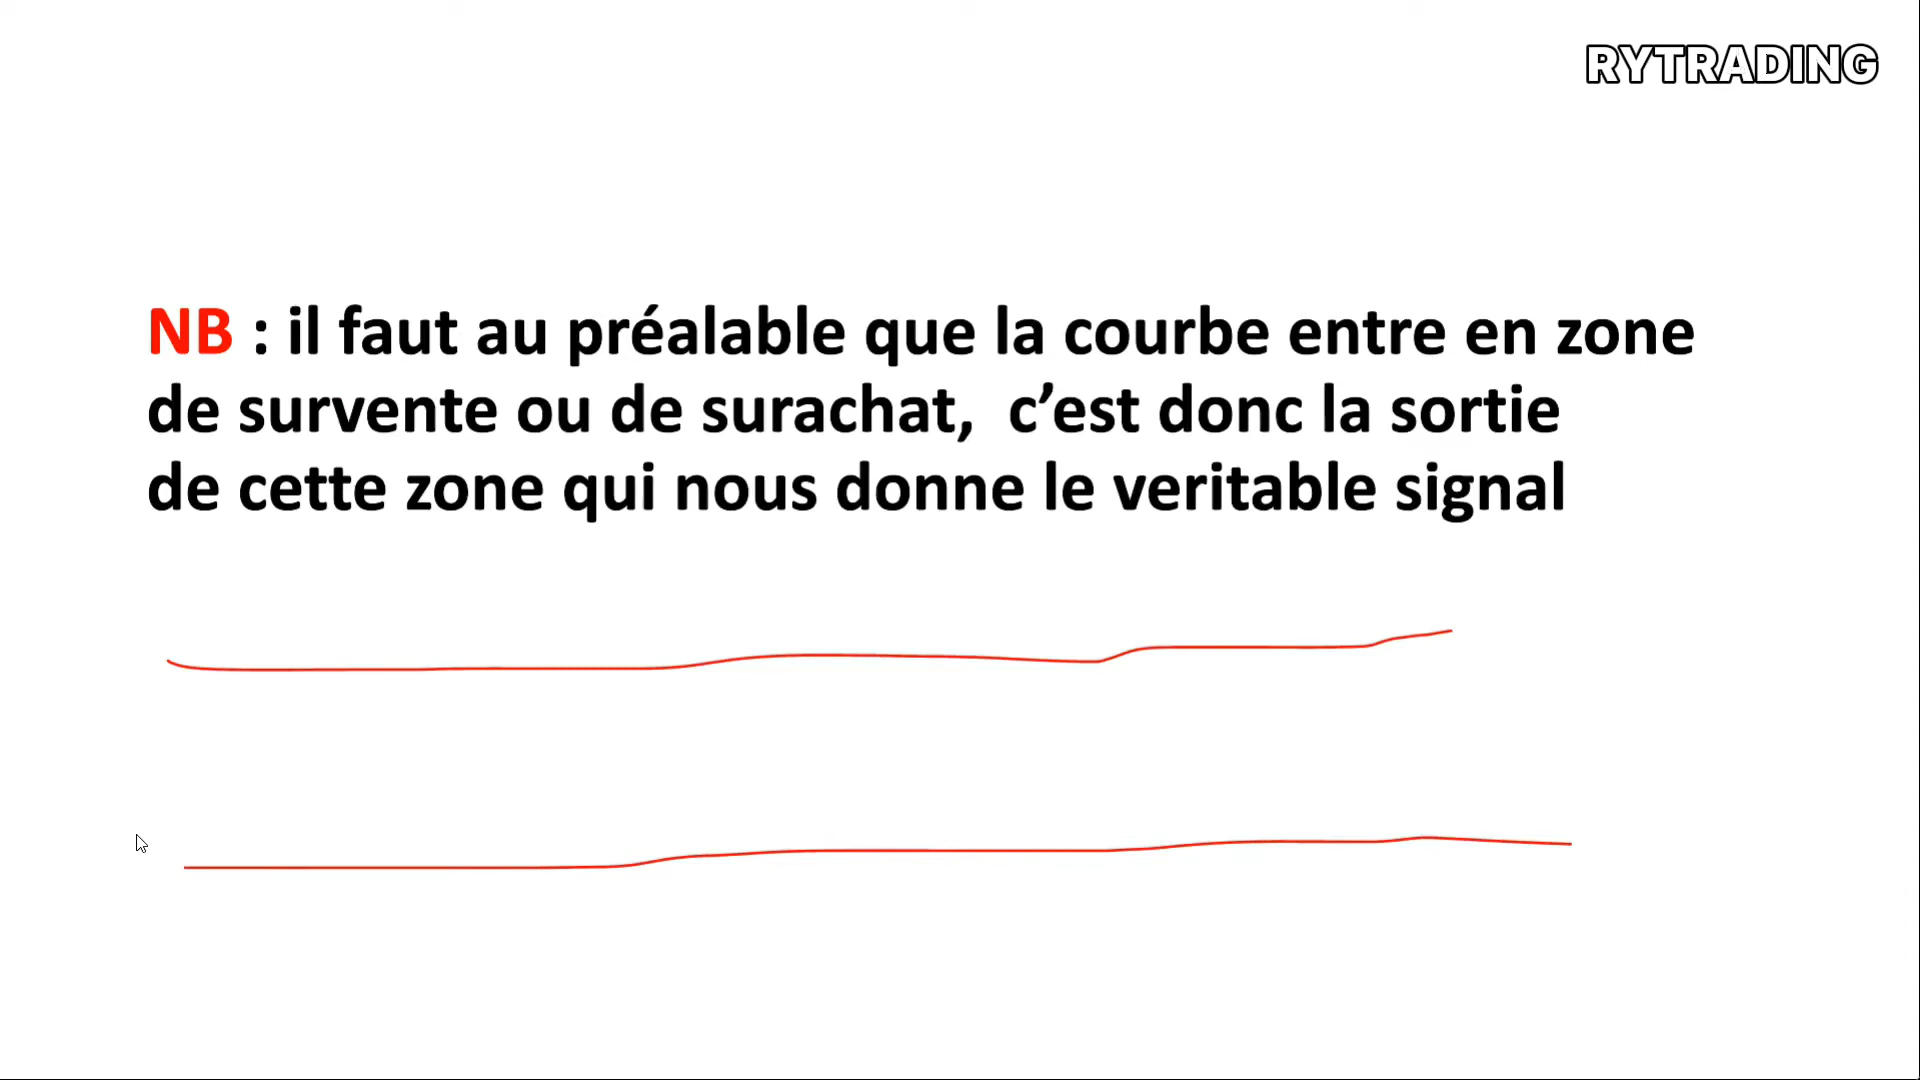 RYTRADING
NB : il faut au préalable que la courbe entre en zone
de survente ou de surachat,  c’est donc la sortie
de cette zone qui nous donne le veritable signal